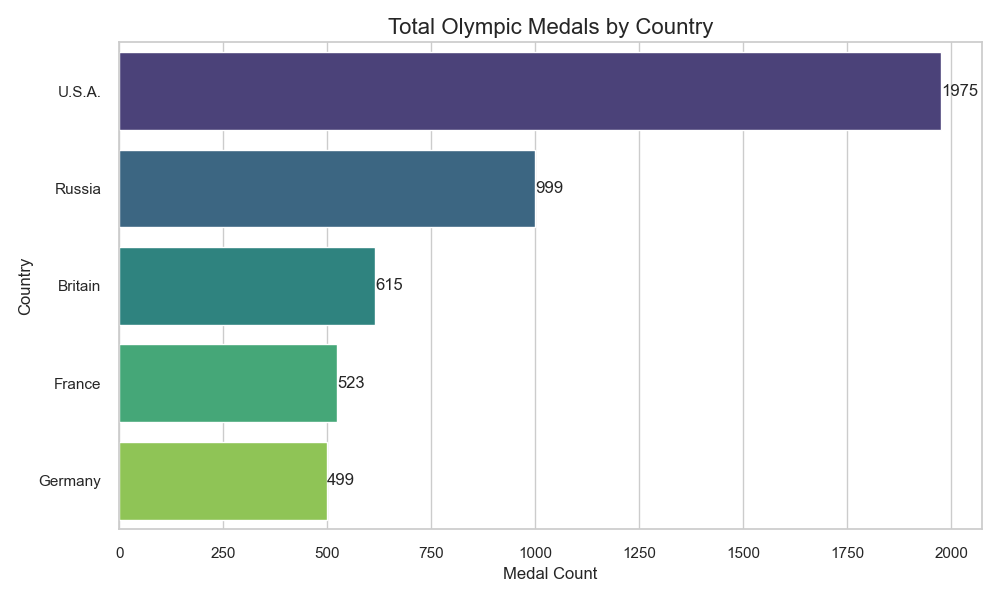 Total Olympic Medals by Country
Country
U.S.A.
1975
Russia
999
Britain
615
France
523
Germany
499
0 250 500 750 1000 1250 1500 1750 2000
Medal Count